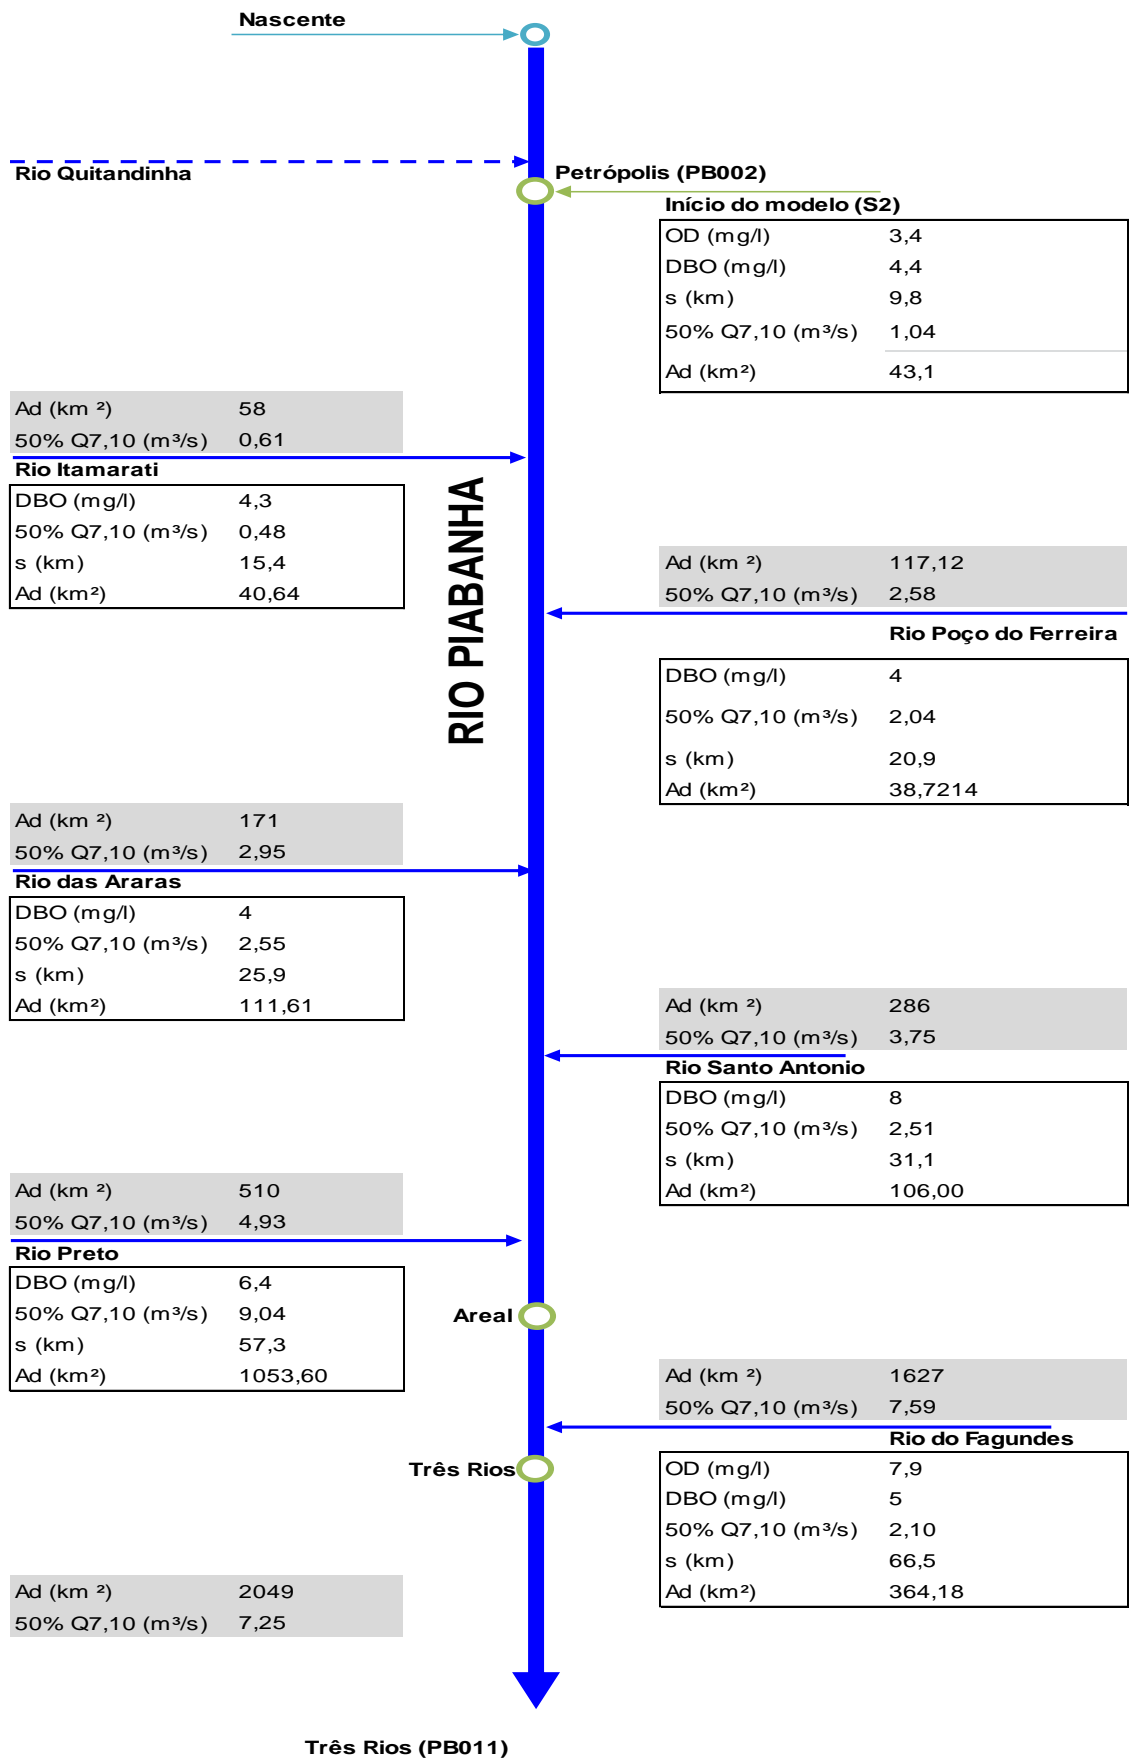 Nascente
Rio Quitandinha
Petrópolis (PB002)
Início do modelo (S2)
OD (mg/l) 3,4
DBO (mg/l) 4,4
s (km) 9,8
50% Q7,10 (m³/s) 1,04
Ad (km²) 43,1
Ad (km ²) 58
50% Q7,10 (m³/s) 0,61
Rio Itamarati
DBO (mg/l) 4,3
50% Q7,10 (m³/s) 0,48
s (km) 15,4
Ad (km²) 40,64
RIO PIABANHA
Ad (km ²) 117,12
50% Q7,10 (m³/s) 2,58
Rio Poço do Ferreira
DBO (mg/l) 4
50% Q7,10 (m³/s) 2,04
s (km) 20,9
Ad (km²) 38,7214
Ad (km ²) 171
50% Q7,10 (m³/s) 2,95
Rio das Araras
DBO (mg/l) 4
50% Q7,10 (m³/s) 2,55
s (km) 25,9
Ad (km²) 111,61
Ad (km ²) 286
50% Q7,10 (m³/s) 3,75
Rio Santo Antonio
DBO (mg/l) 8
50% Q7,10 (m³/s) 2,51
s (km) 31,1
Ad (km²) 106,00
Ad (km ²) 510
50% Q7,10 (m³/s) 4,93
Rio Preto
DBO (mg/l) 6,4
50% Q7,10 (m³/s) 9,04
s (km) 57,3
Ad (km²) 1053,60
Areal
Ad (km ²) 1627
50% Q7,10 (m³/s) 7,59
Rio do Fagundes
Três Rios
OD (mg/l) 7,9
DBO (mg/l) 5
50% Q7,10 (m³/s) 2,10
s (km) 66,5
Ad (km²) 364,18
Ad (km ²) 2049
50% Q7,10 (m³/s) 7,25
Três Rios (PB011)